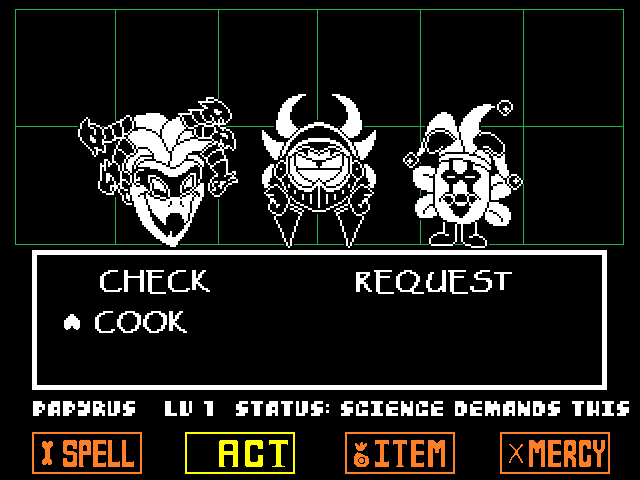 CHECK REQUEST
COOK
PAPYRUS LV 1 STATUS: SCIENCE DEMANDS THIS
SPELL ACT ITEM MERCY